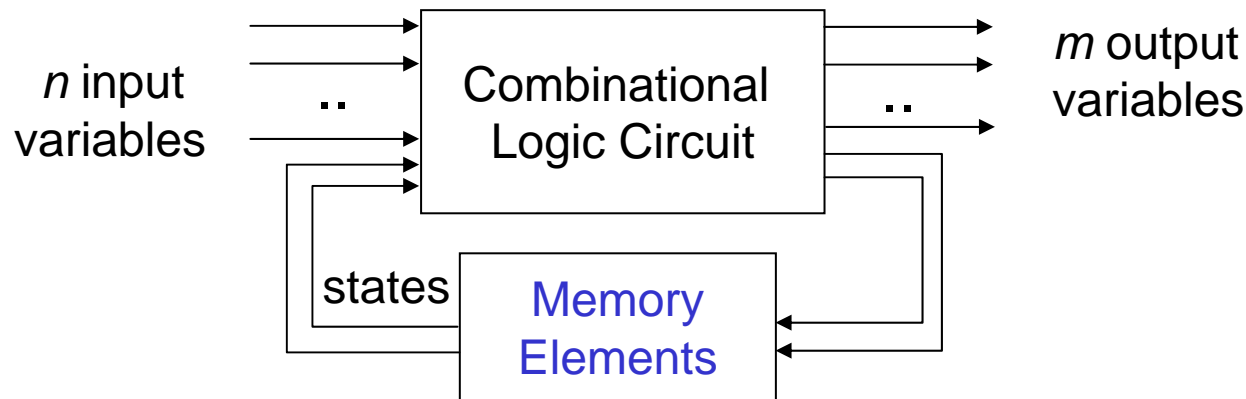 n input
variables
..
Combinational
Logic Circuit
..
m output
variables
states
Memory
Elements